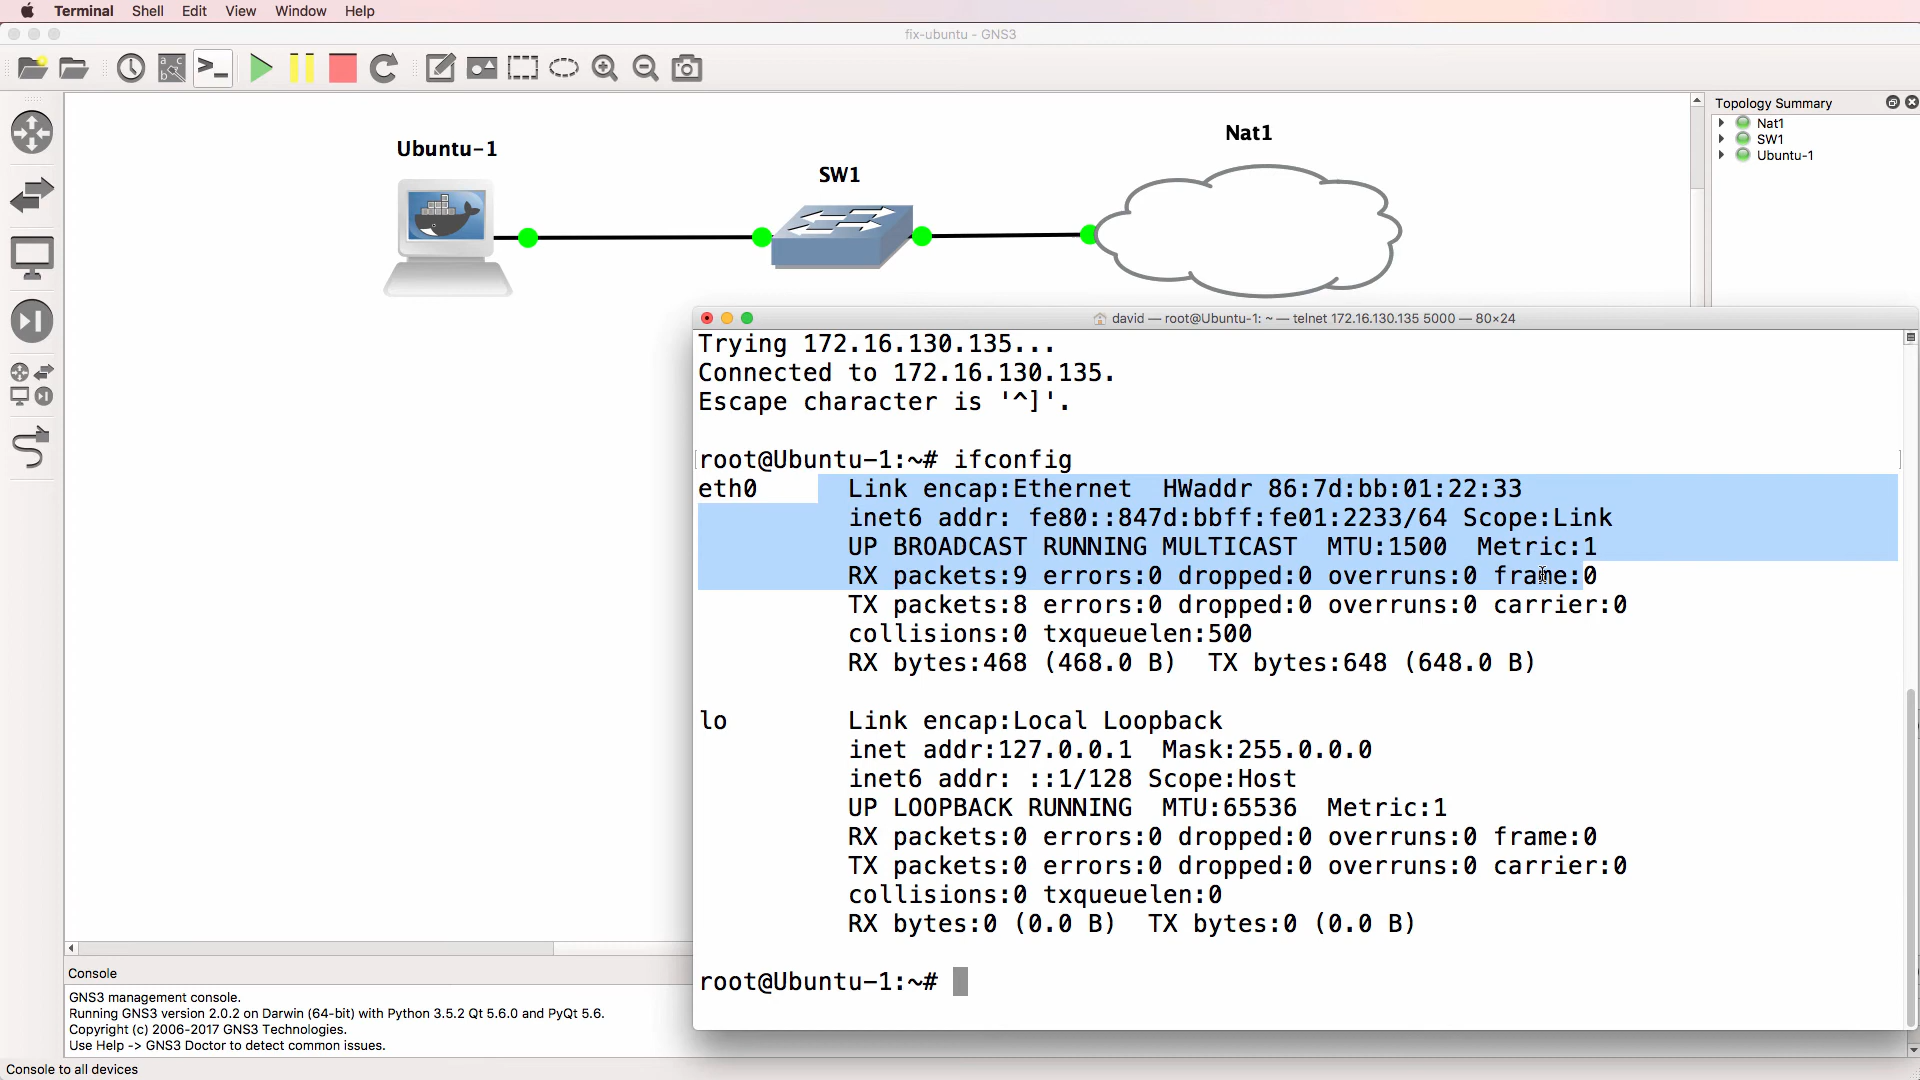 Terminal Shell Edit View Window Help
fix-ubuntu - GNS3
Topology Summary
Nat1
SW1
Ubuntu-1
Ubuntu-1
SW1
Nat1
david — root@Ubuntu-1: ~ — telnet 172.16.130.135 5000 — 80×24
Trying 172.16.130.135...
Connected to 172.16.130.135.
Escape character is '^]'.
root@Ubuntu-1:~# ifconfig
eth0 Link encap:Ethernet HWaddr 86:7d:bb:01:22:33
inet6 addr: fe80::847d:bbff:fe01:2233/64 Scope:Link
UP BROADCAST RUNNING MULTICAST MTU:1500 Metric:1
RX packets:9 errors:0 dropped:0 overruns:0 frame:0
TX packets:8 errors:0 dropped:0 overruns:0 carrier:0
collisions:0 txqueuelen:500
RX bytes:468 (468.0 B) TX bytes:648 (648.0 B)
lo Link encap:Local Loopback
inet addr:127.0.0.1 Mask:255.0.0.0
inet6 addr: ::1/128 Scope:Host
UP LOOPBACK RUNNING MTU:65536 Metric:1
RX packets:0 errors:0 dropped:0 overruns:0 frame:0
TX packets:0 errors:0 dropped:0 overruns:0 carrier:0
collisions:0 txqueuelen:0
RX bytes:0 (0.0 B) TX bytes:0 (0.0 B)
root@Ubuntu-1:~#
Console
GNS3 management console.
Running GNS3 version 2.0.2 on Darwin (64-bit) with Python 3.5.2 Qt 5.6.0 and PyQt 5.6.
Copyright (c) 2006-2017 GNS3 Technologies.
Use Help -> GNS3 Doctor to detect common issues.
Console to all devices